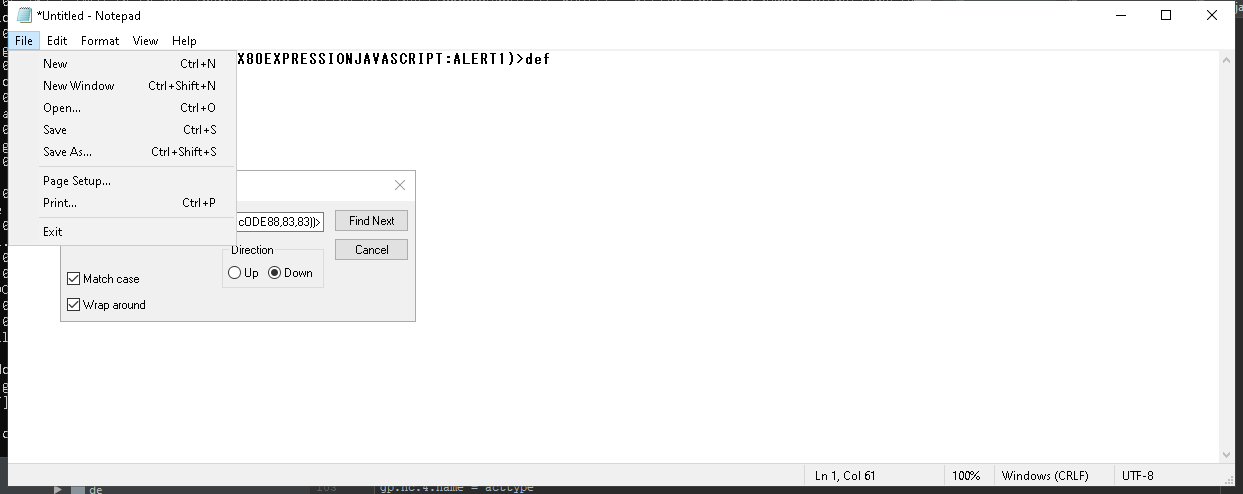 *Untitled - Notepad
File Edit Format View Help
X80EXPRESSIONJAVASCRIPT:ALERT1)>def
New Ctrl+N
New Window Ctrl+Shift+N
Open... Ctrl+O
Save Ctrl+S
Save As... Ctrl+Shift+S
Page Setup...
Print... Ctrl+P
Exit
cODE88,83,83))>
Find Next
Cancel
Direction
Up Down
Match case
Wrap around
Ln 1, Col 61 100% Windows (CRLF) UTF-8
de
gp.nc.4.name = acctype